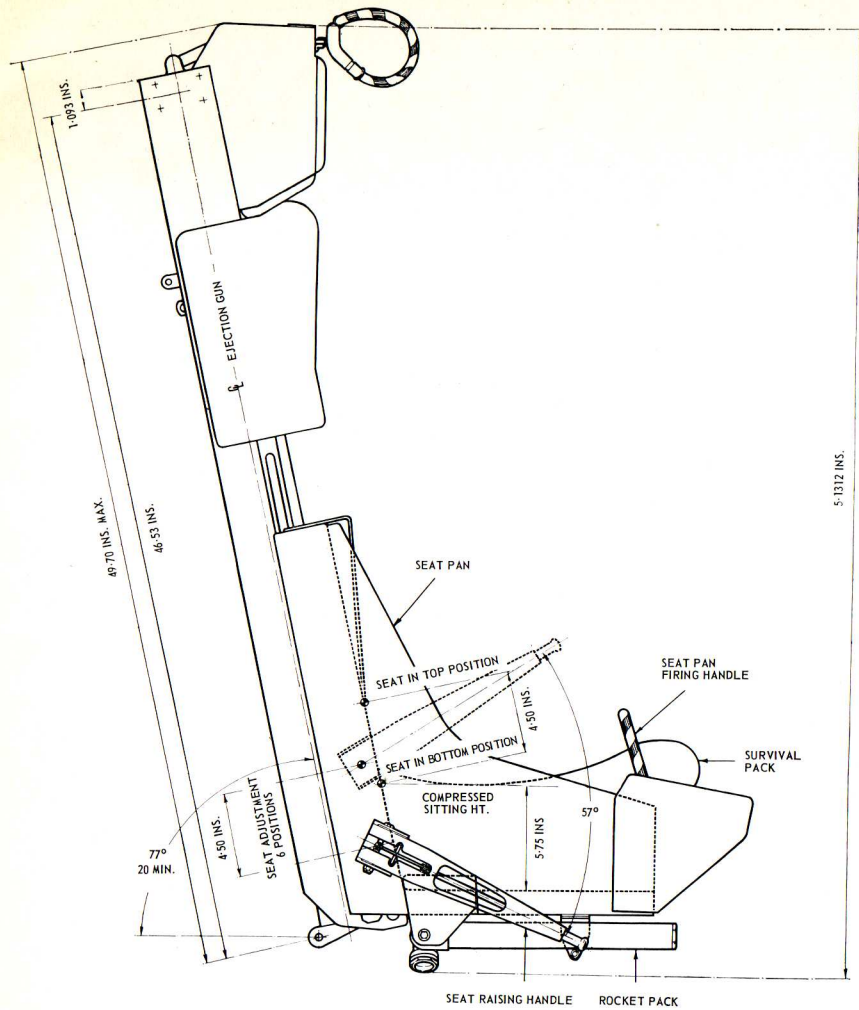 1·093 INS.
49·70 INS. MAX.
46·53 INS.
℄ EJECTION GUN
5·1312 INS.
SEAT PAN
SEAT IN TOP POSITION
4·50 INS.
SEAT PAN
FIRING HANDLE
SEAT IN BOTTOM POSITION
SURVIVAL
PACK
COMPRESSED
SITTING HT.
57°
5·75 INS
SEAT ADJUSTMENT
6 POSITIONS
4·50 INS.
77°
20 MIN.
SEAT RAISING HANDLE
ROCKET PACK